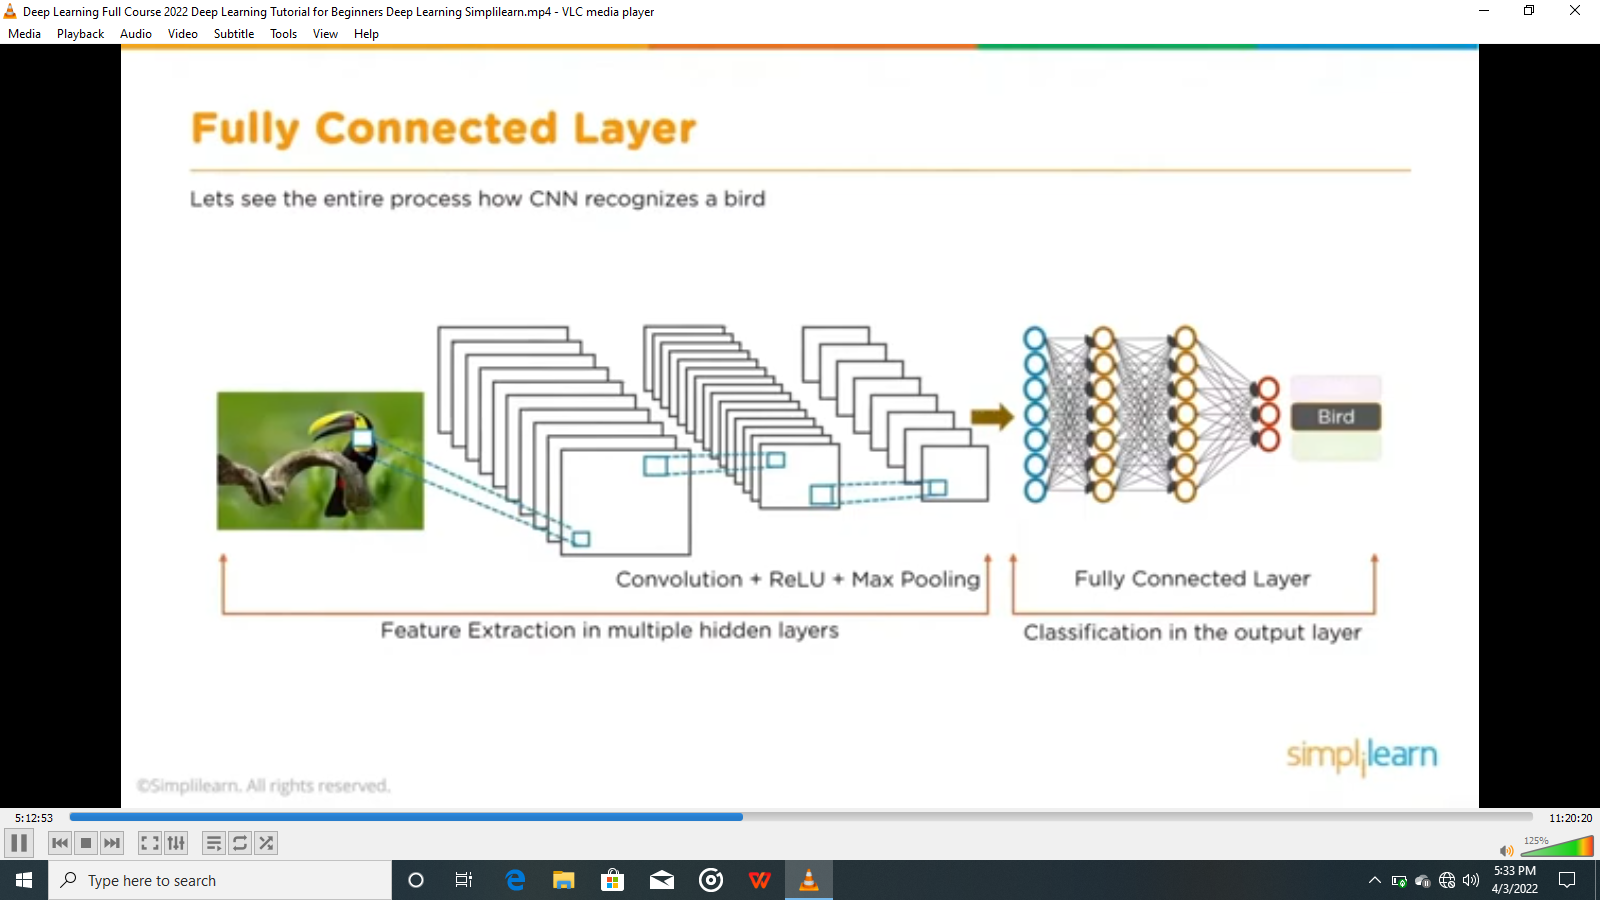 Deep Learning Full Course 2022 Deep Learning Tutorial for Beginners Deep Learning Simplilearn.mp4 - VLC media player
Media Playback Audio Video Subtitle Tools View Help
Fully Connected Layer
Lets see the entire process how CNN recognizes a bird
Bird
Convolution + ReLU + Max Pooling
Fully Connected Layer
Feature Extraction in multiple hidden layers
Classification in the output layer
simplilearn
©Simplilearn. All rights reserved.
5:12:53
11:20:20
125%
Type here to search
5:33 PM
4/3/2022